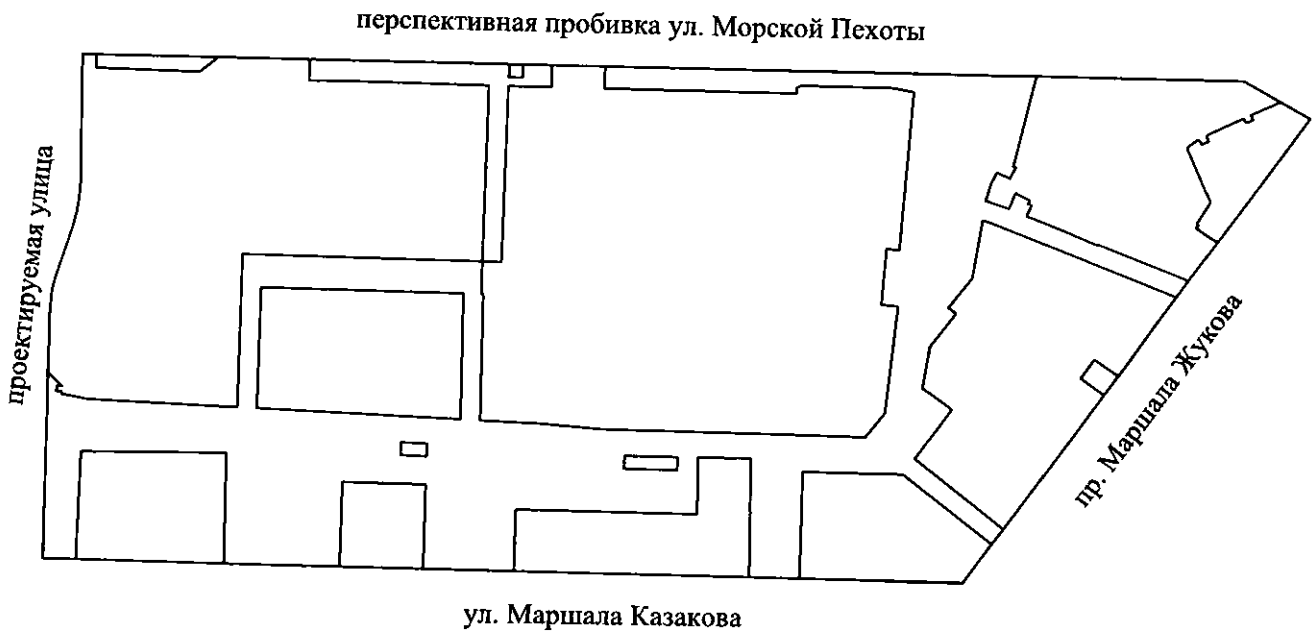 перспективная пробивка ул. Морской Пехоты
проектируемая улица
пр. Маршала Жукова
ул. Маршала Казакова